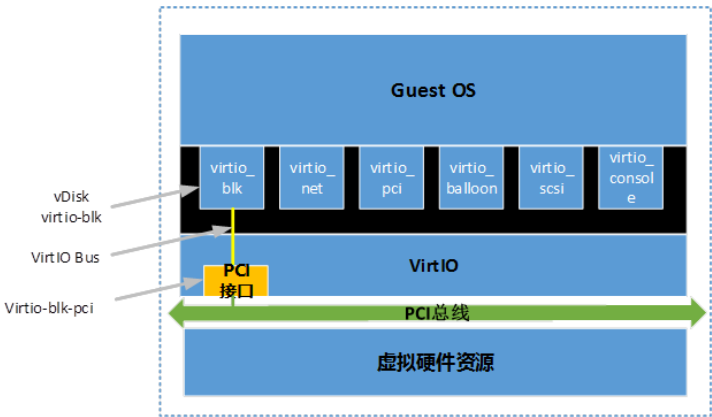 Guest OS
virtio_
blk
virtio_
net
virtio_
pci
virtio_
balloon
virtio_
scsi
virtio_
consol
e
vDisk
virtio-blk
VirtIO Bus
VirtIO
PCI
接口
Virtio-blk-pci
PCI总线
虚拟硬件资源